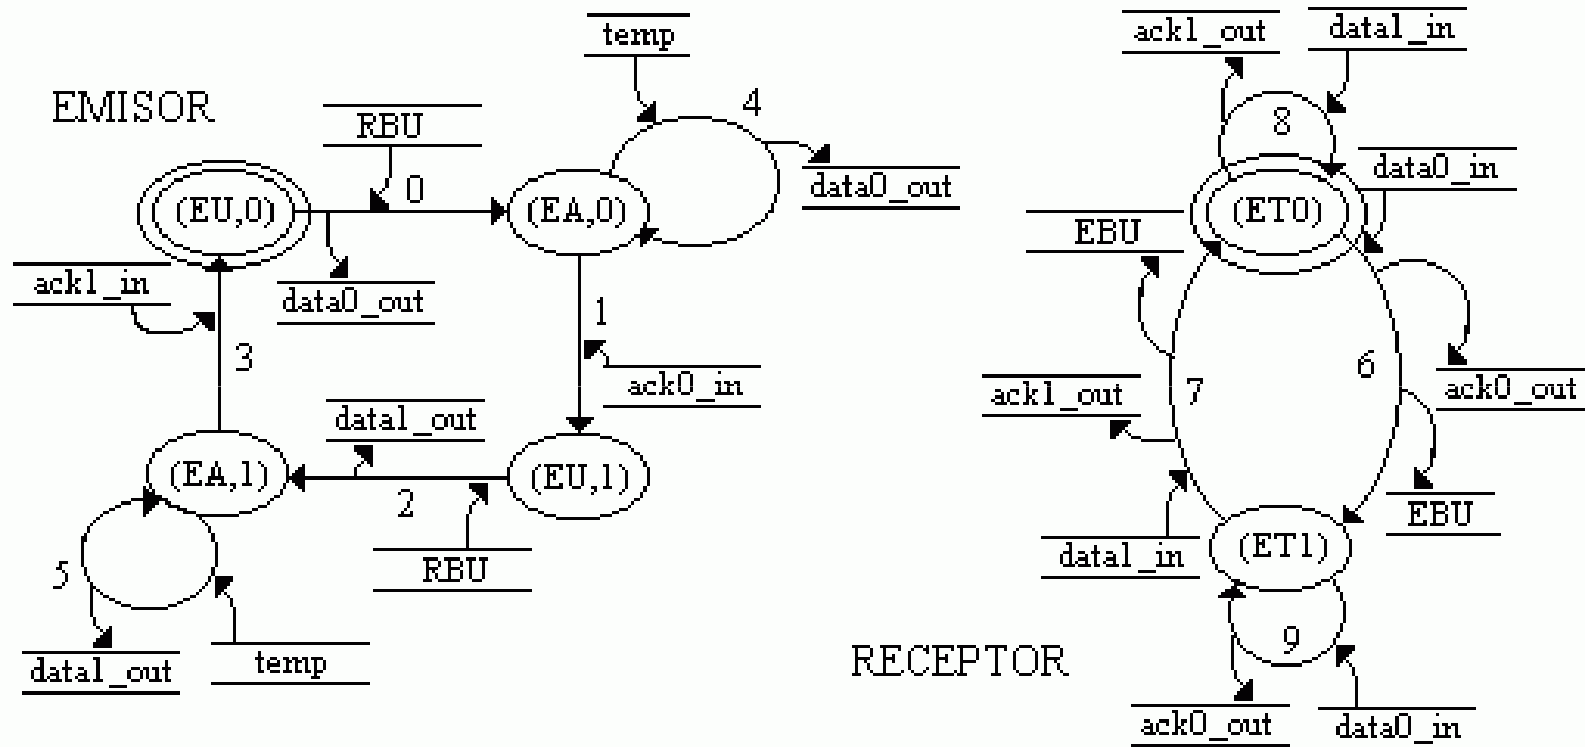 temp
ack1_out
data1_in
EMISOR
RBU
4
8
data0_in
data0_out
(EU,0)
0
(EA,0)
(ET0)
EBU
ack1_in
data0_out
1
3
6
ack0_in
ack1_out
7
ack0_out
data1_out
(EA,1)
(EU,1)
2
EBU
RBU
data1_in
(ET1)
5
9
data1_out
temp
RECEPTOR
ack0_out
data0_in